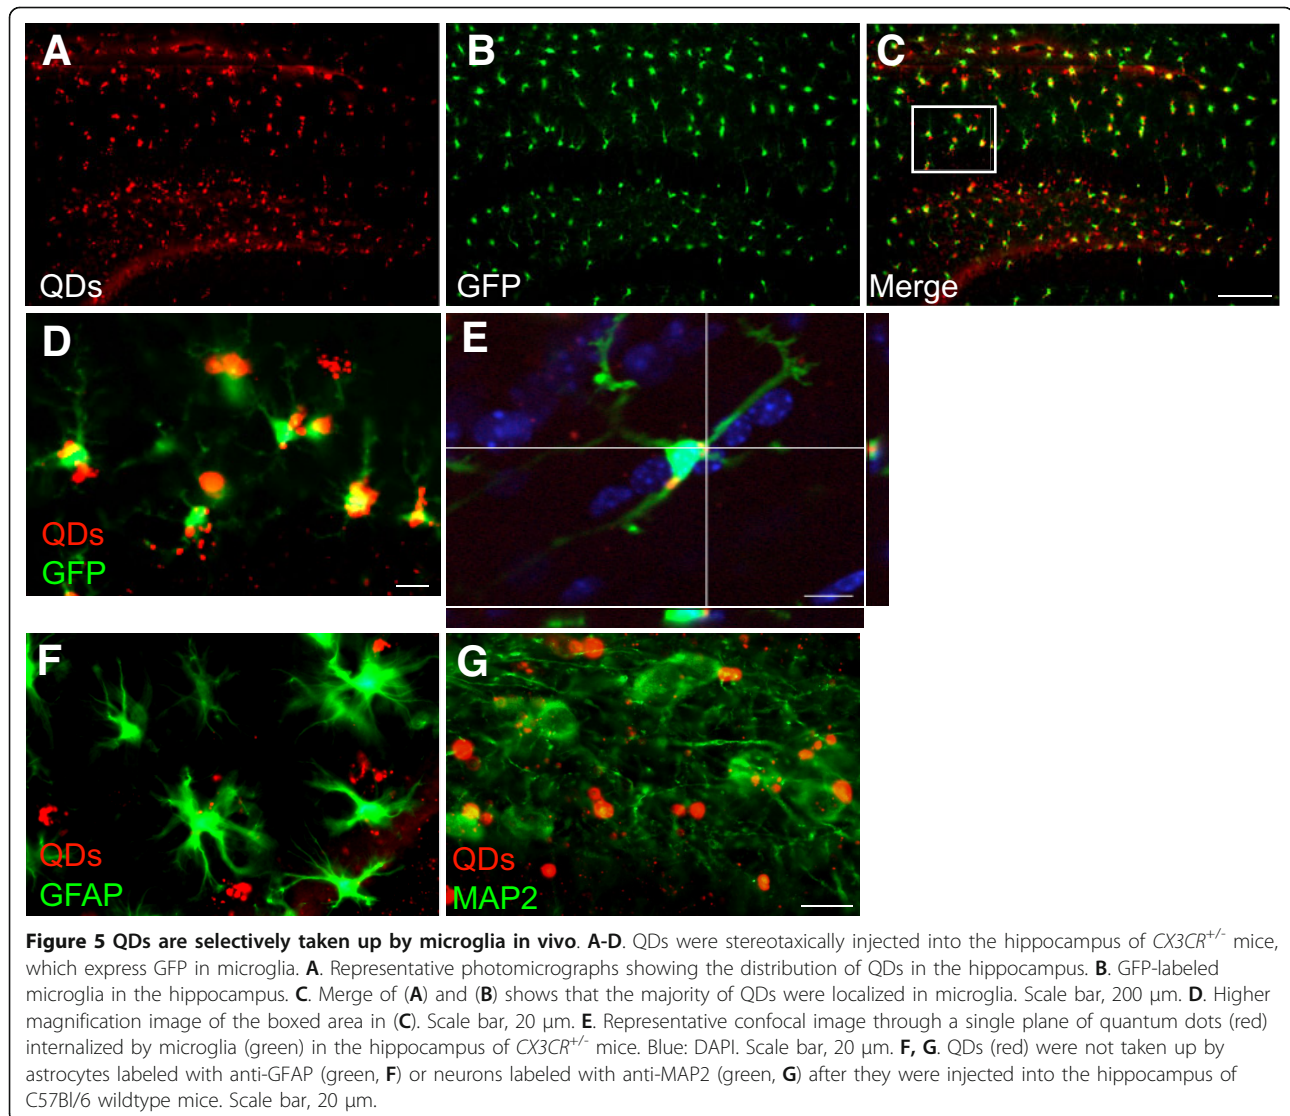 A
B
C
QDs
GFP
Merge
D
E
QDs
GFP
F
G
QDs
GFAP
QDs
MAP2
Figure 5 QDs are selectively taken up by microglia in vivo. A-D. QDs were stereotaxically injected into the hippocampus of CX3CR+/- mice,
which express GFP in microglia. A. Representative photomicrographs showing the distribution of QDs in the hippocampus. B. GFP-labeled
microglia in the hippocampus. C. Merge of (A) and (B) shows that the majority of QDs were localized in microglia. Scale bar, 200 μm. D. Higher
magnification image of the boxed area in (C). Scale bar, 20 μm. E. Representative confocal image through a single plane of quantum dots (red)
internalized by microglia (green) in the hippocampus of CX3CR+/- mice. Blue: DAPI. Scale bar, 20 μm. F, G. QDs (red) were not taken up by
astrocytes labeled with anti-GFAP (green, F) or neurons labeled with anti-MAP2 (green, G) after they were injected into the hippocampus of
C57Bl/6 wildtype mice. Scale bar, 20 μm.